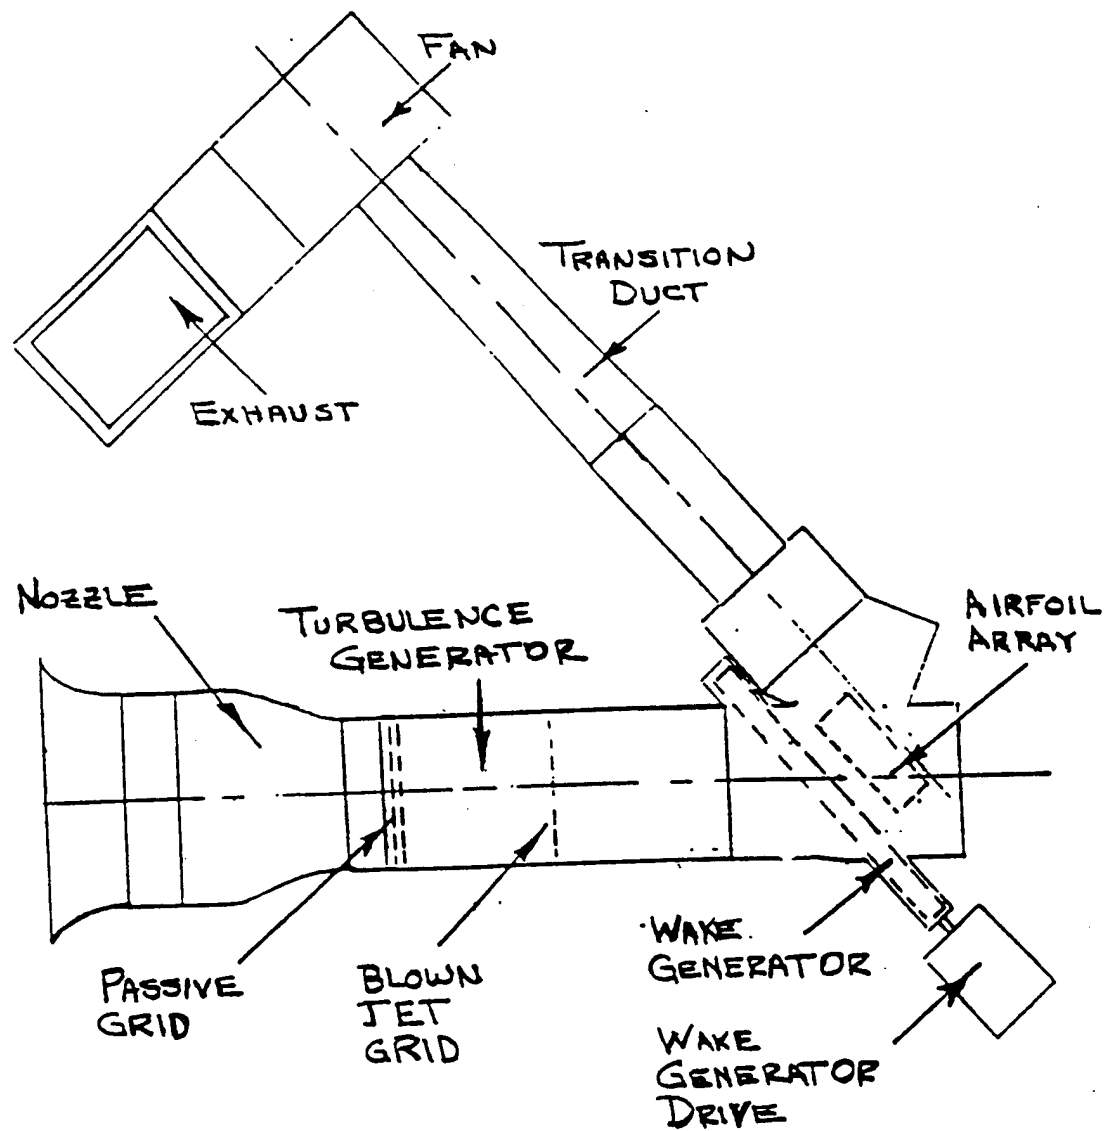 FAN
TRANSITION
DUCT
EXHAUST
NOZZLE
TURBULENCE
GENERATOR
AIRFOIL
ARRAY
PASSIVE
GRID
BLOWN
JET
GRID
WAKE
GENERATOR
WAKE
GENERATOR
DRIVE